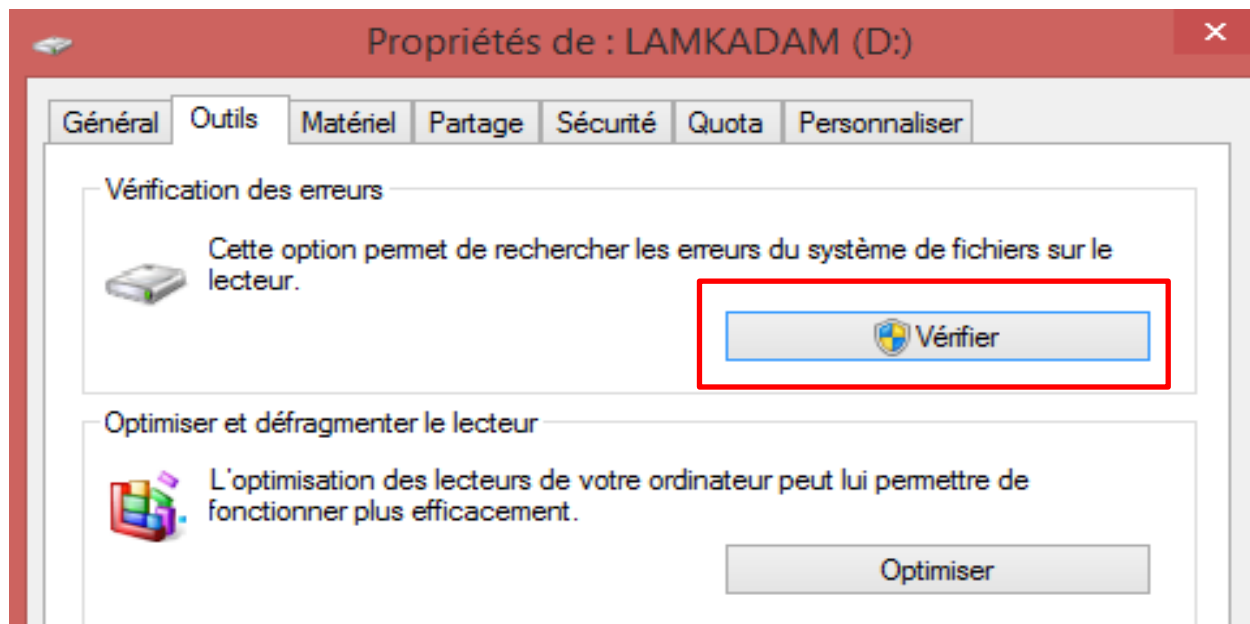 Propriétés de : LAMKADAM (D:)
Général Outils Matériel Partage Sécurité Quota Personnaliser
Vérification des erreurs
Cette option permet de rechercher les erreurs du système de fichiers sur le
lecteur.
Vérifier
Optimiser et défragmenter le lecteur
L'optimisation des lecteurs de votre ordinateur peut lui permettre de
fonctionner plus efficacement.
Optimiser